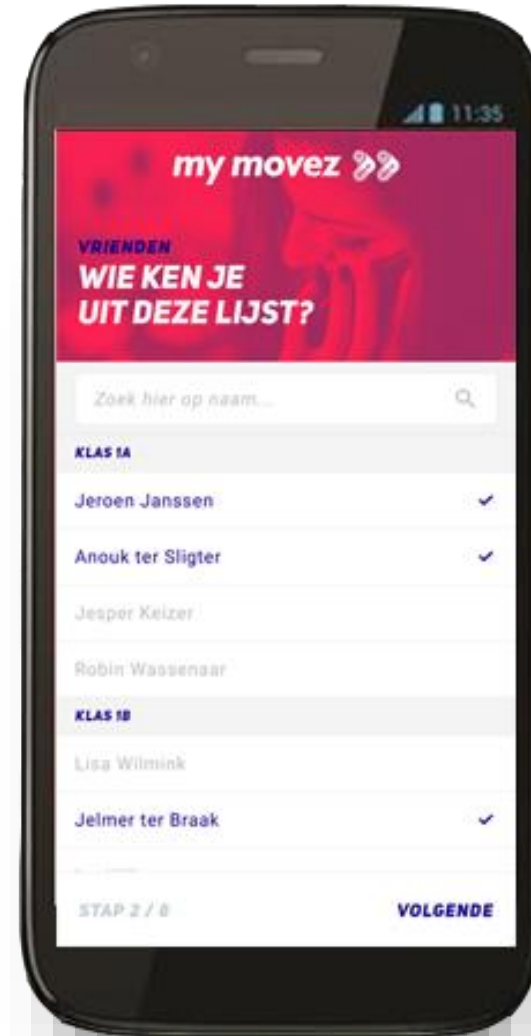 11:35
my movez
VRIENDEN
WIE KEN JE
UIT DEZE LIJST?
Zoek hier op naam...
KLAS 1A
Jeroen Janssen
Anouk ter Sligter
Jesper Keizer
Robin Wassenaar
KLAS 1B
Lisa Wilmink
Jelmer ter Braak
STAP 2 /
VOLGENDE